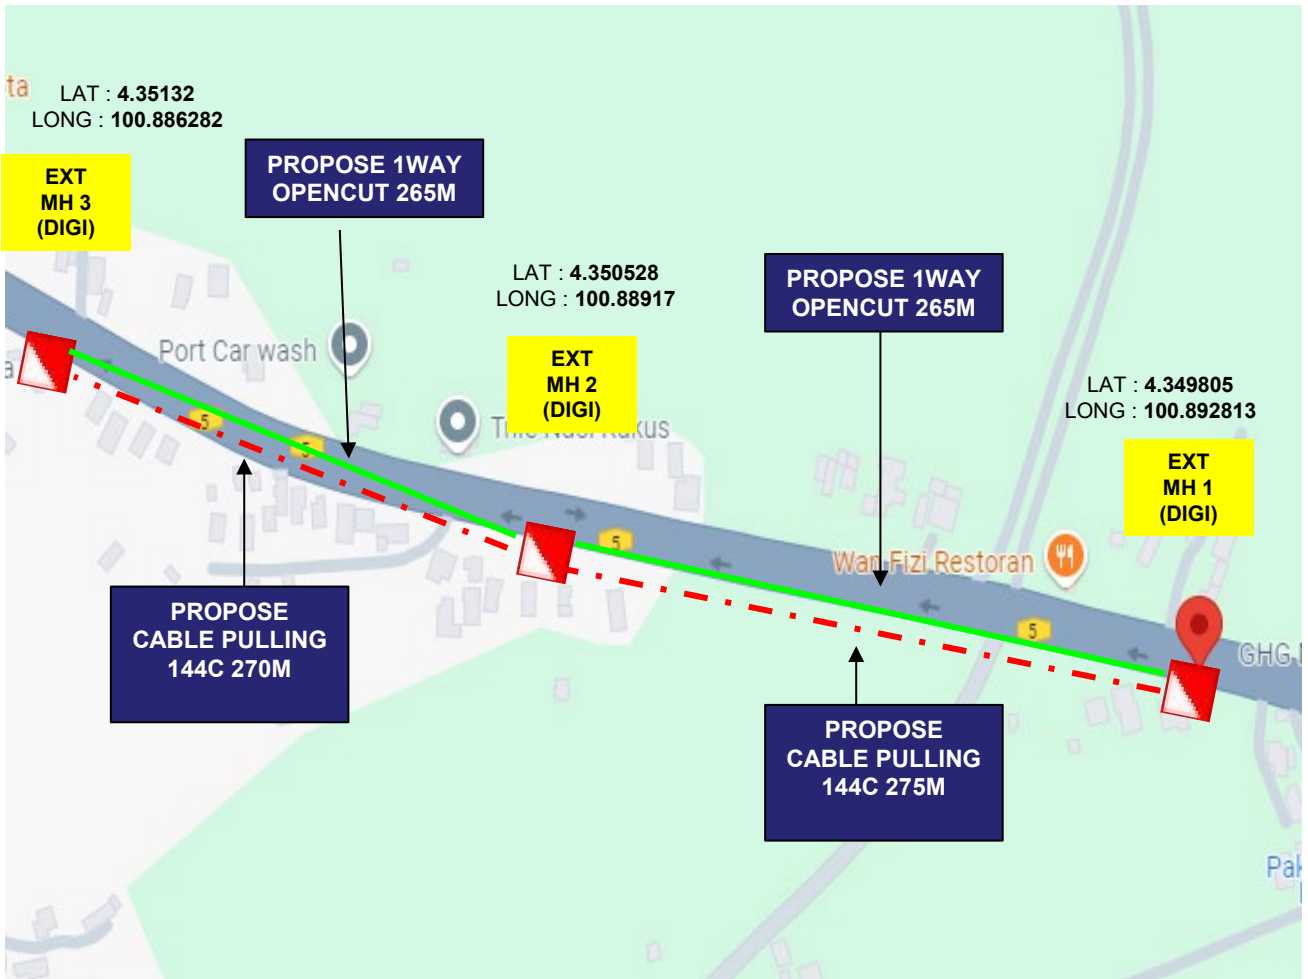 ta
LAT : 4.35132
LONG : 100.886282
EXT
MH 3
(DIGI)
PROPOSE 1WAY
OPENCUT 265M
LAT : 4.350528
LONG : 100.88917
EXT
MH 2
(DIGI)
PROPOSE 1WAY
OPENCUT 265M
LAT : 4.349805
LONG : 100.892813
EXT
MH 1
(DIGI)
Port Car wash
a
5
5
5
Wan Fizi Restoran
5
GHG
PROPOSE
CABLE PULLING
144C 270M
PROPOSE
CABLE PULLING
144C 275M
Pak